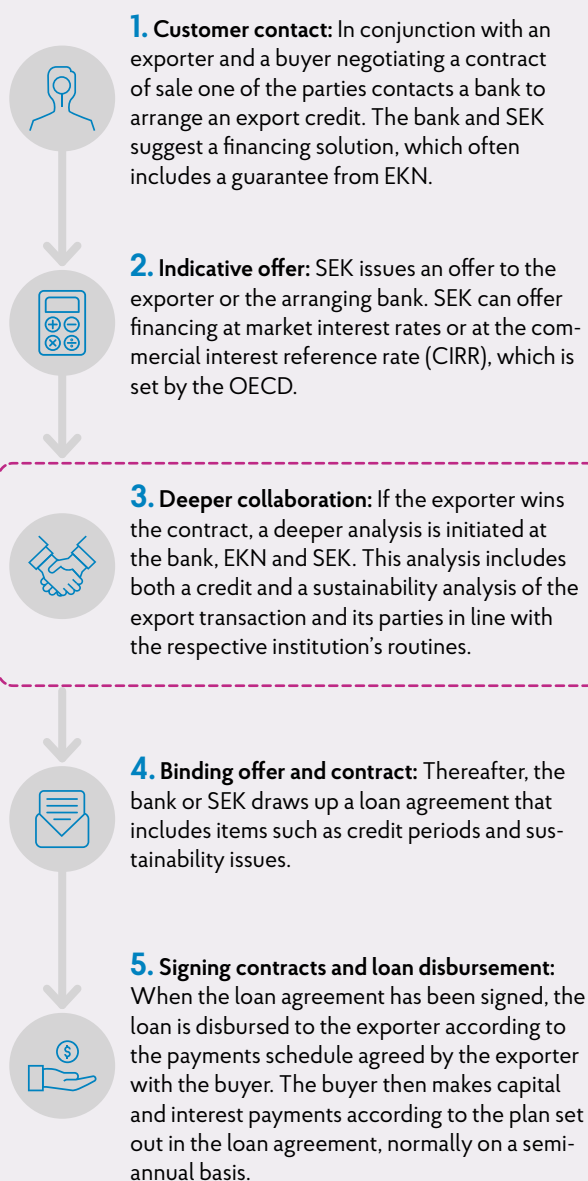 1. Customer contact: In conjunction with an
exporter and a buyer negotiating a contract
of sale one of the parties contacts a bank to
arrange an export credit. The bank and SEK
suggest a financing solution, which often
includes a guarantee from EKN.
2. Indicative offer: SEK issues an offer to the
exporter or the arranging bank. SEK can offer
financing at market interest rates or at the com-
mercial interest reference rate (CIRR), which is
set by the OECD.
3. Deeper collaboration: If the exporter wins
the contract, a deeper analysis is initiated at
the bank, EKN and SEK. This analysis includes
both a credit and a sustainability analysis of the
export transaction and its parties in line with
the respective institution’s routines.
4. Binding offer and contract: Thereafter, the
bank or SEK draws up a loan agreement that
includes items such as credit periods and sus-
tainability issues.
5. Signing contracts and loan disbursement:
When the loan agreement has been signed, the
loan is disbursed to the exporter according to
the payments schedule agreed by the exporter
with the buyer. The buyer then makes capital
and interest payments according to the plan set
out in the loan agreement, normally on a semi-
annual basis.